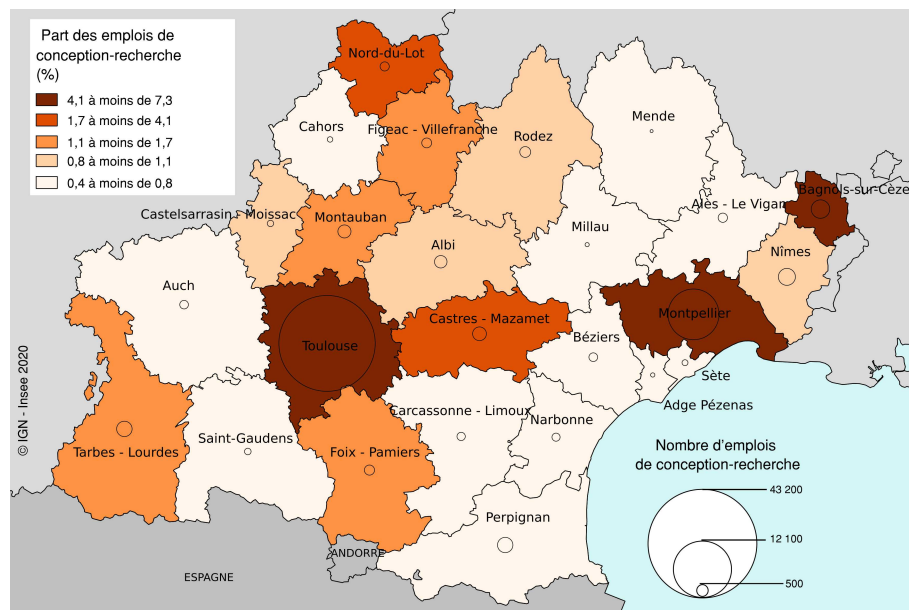 Part des emplois de
conception-recherche
(%)
4,1 à moins de 7,3
1,7 à moins de 4,1
1,1 à moins de 1,7
0,8 à moins de 1,1
0,4 à moins de 0,8
Nord-du-Lot
Cahors
Figeac - Villefranche
Rodez
Mende
Bagnols-sur-Cèze
Castelsarrasin - Moissac
Montauban
Albi
Millau
Alès - Le Vigan
Nîmes
Auch
Toulouse
Castres - Mazamet
Béziers
Montpellier
Sète
Adge Pézenas
Tarbes - Lourdes
Saint-Gaudens
Foix - Pamiers
Carcassonne - Limoux
Narbonne
Perpignan
ANDORRE
ESPAGNE
© IGN - Insee 2020
Nombre d'emplois
de conception-recherche
43 200
12 100
500